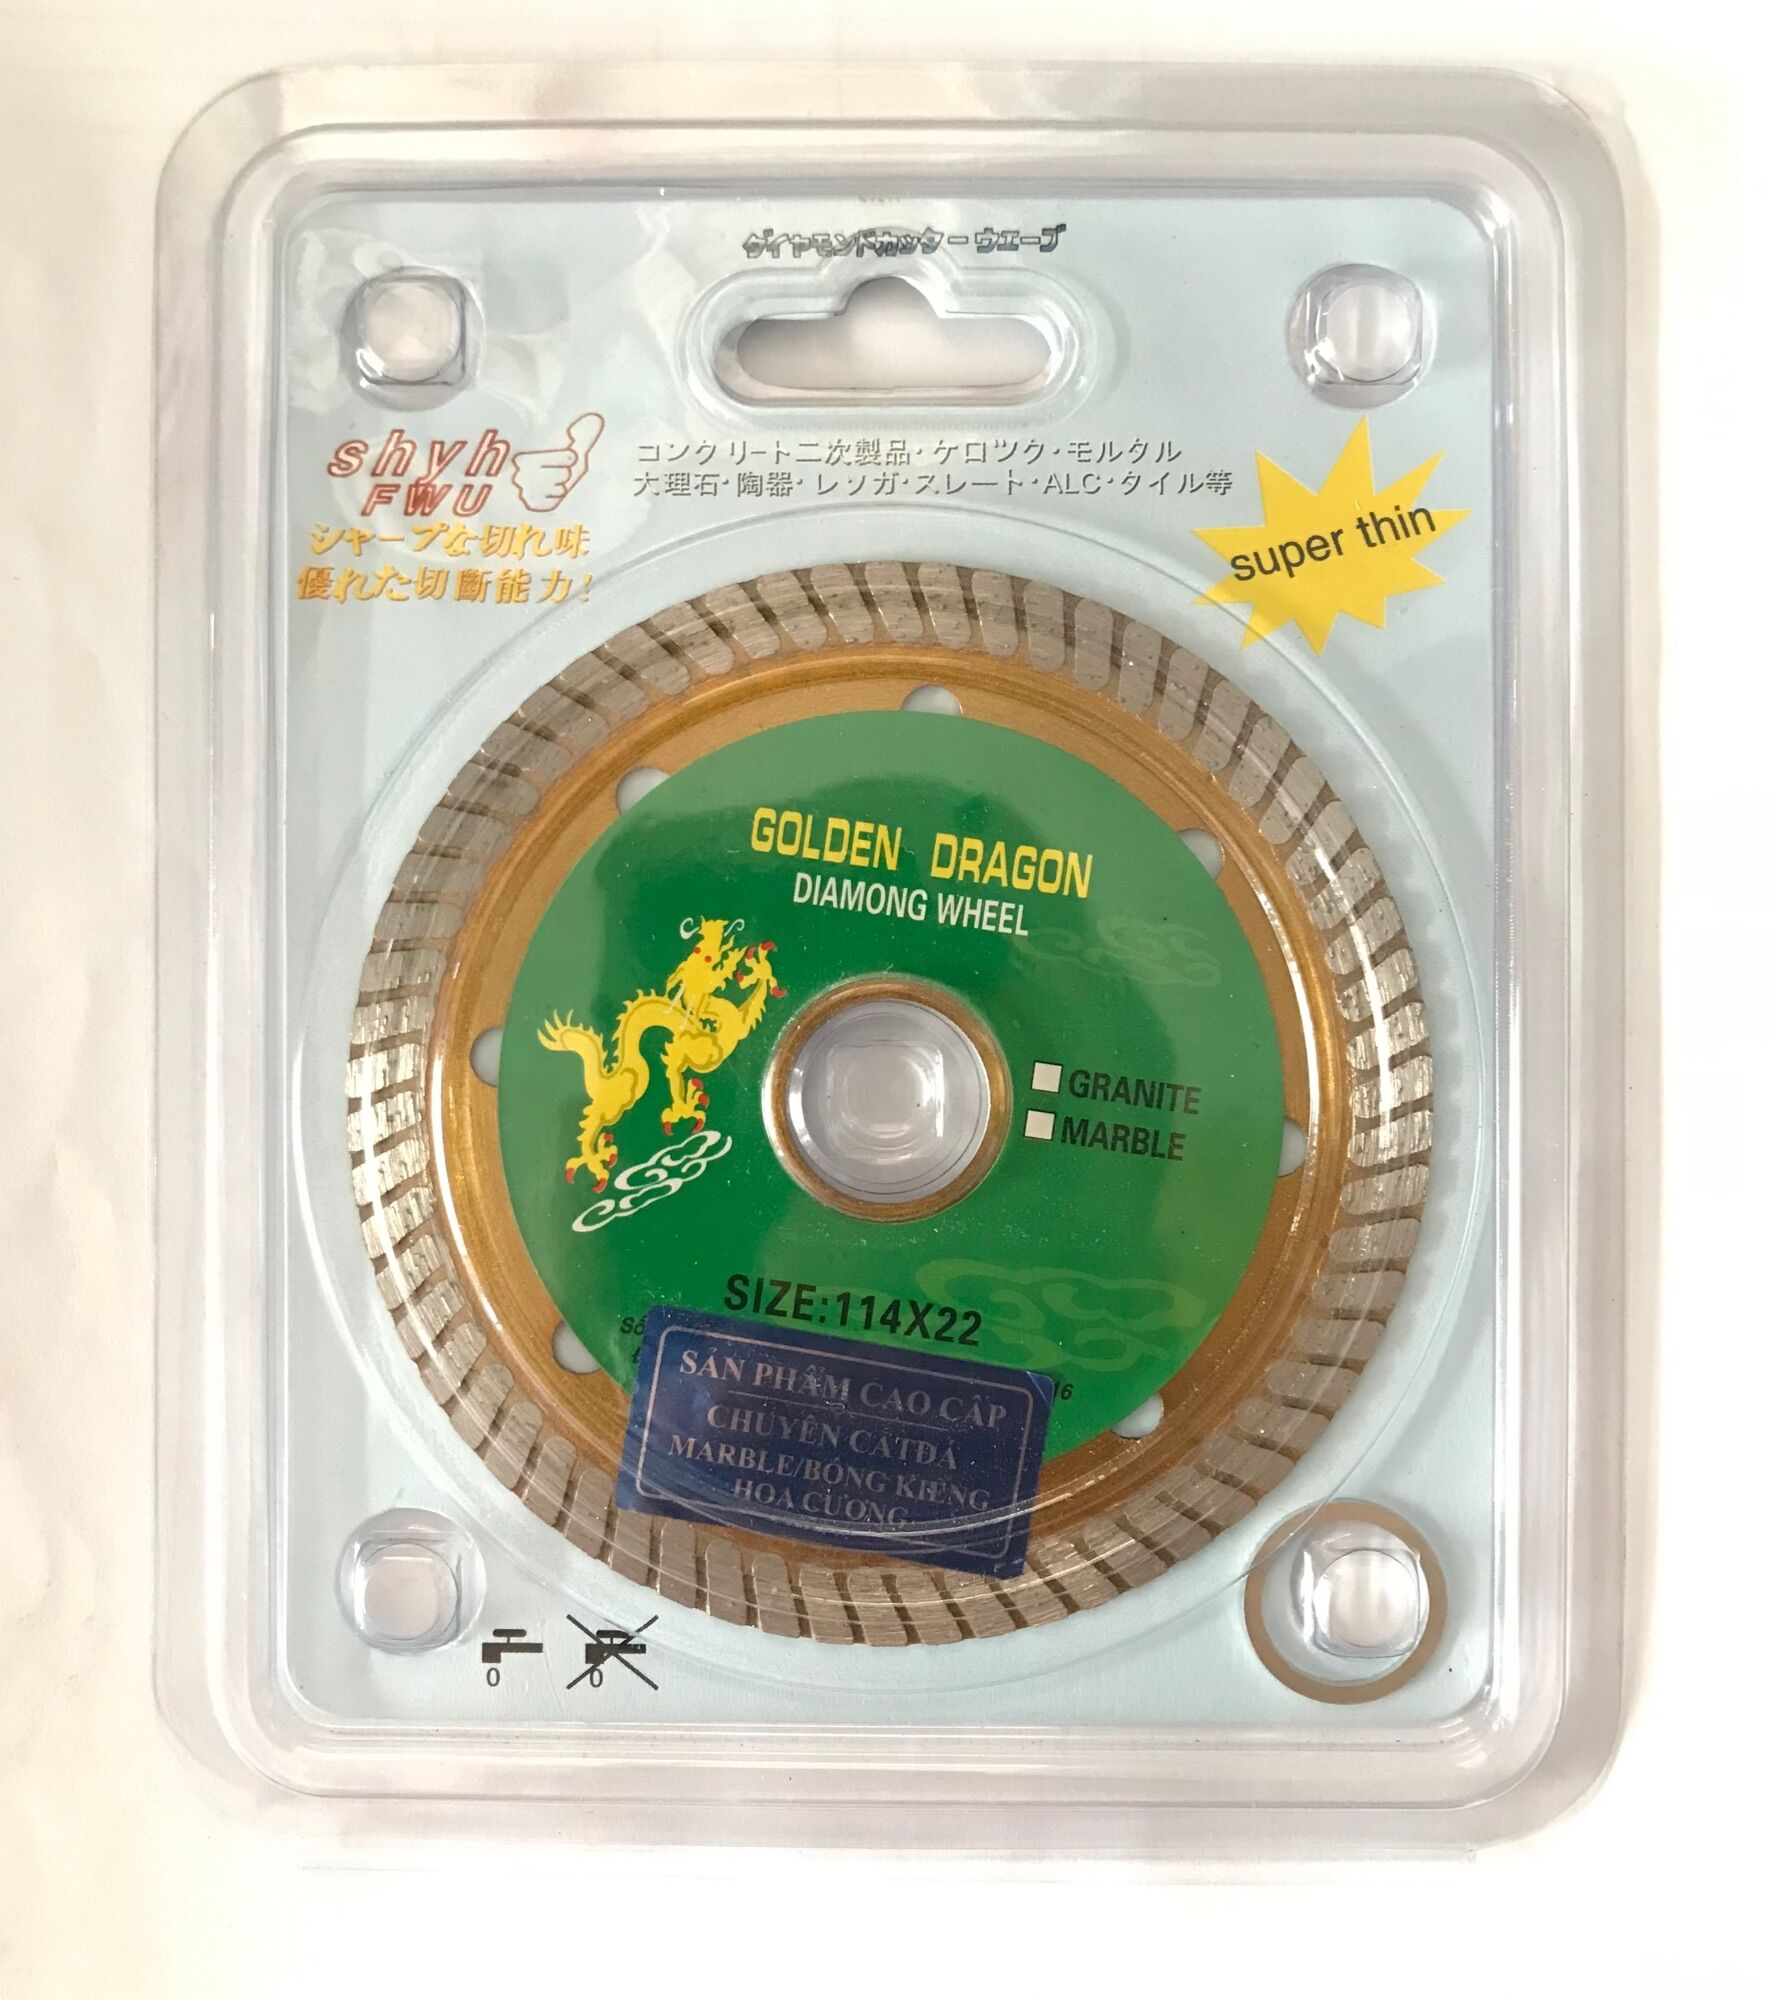 ダイヤモンドカッター ウエーブ
shyh
FWU
シャープな切れ味
優れた切斷能力!
コンクリート二次製品・ケロツク・モルタル
大理石・陶器・レソガ・スレート・ALC・タイル等
super thin
GOLDEN DRAGON
DIAMONG WHEEL
GRANITE
MARBLE
SIZE:114X22
SẢN PHẨM CAO CẤP
CHUYÊN CẮTĐÁ
MARBLE/BÓNG KIẾNG
HOA CƯƠNG
0 0